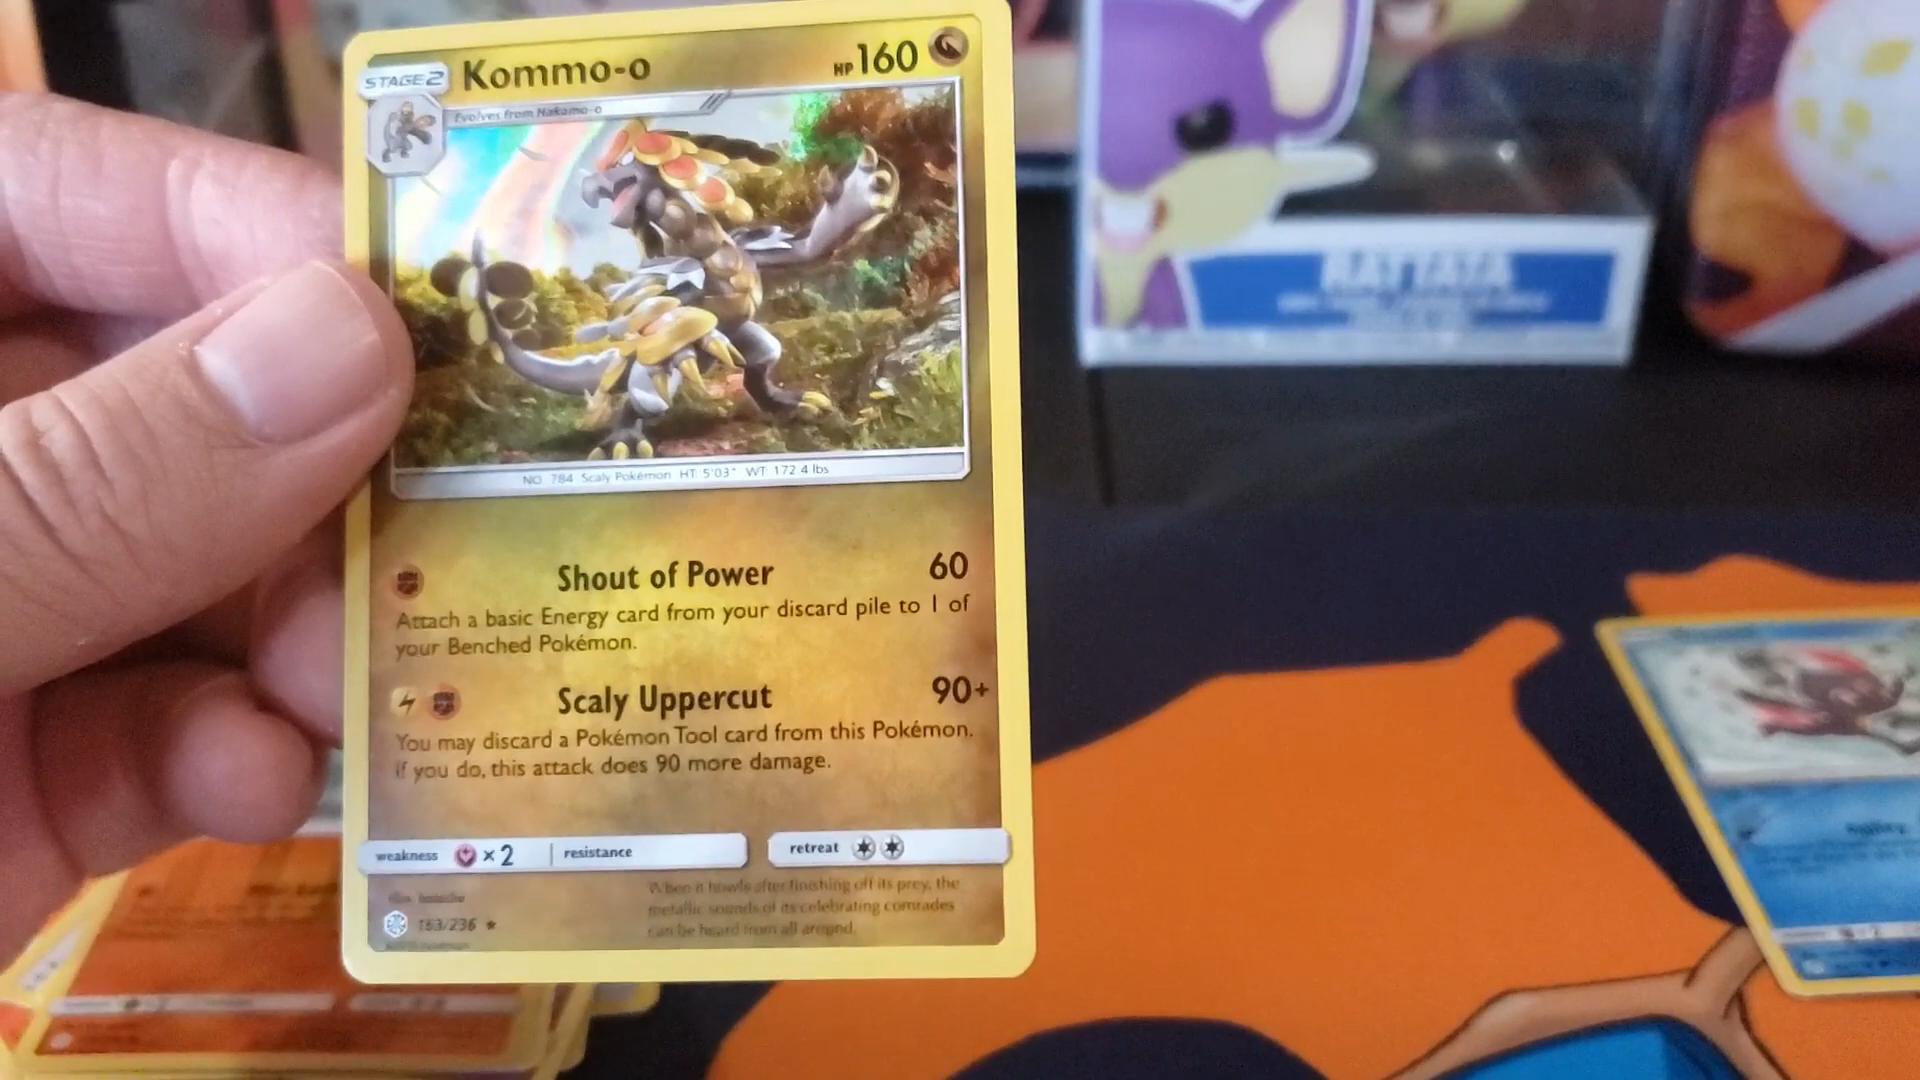 STAGE 2 Kommo-o HP 160
Evolves from Hakamo-o
NO. 784 Scaly Pokémon HT: 5'03" WT: 172.4 lbs
Shout of Power 60
Attach a basic Energy card from your discard pile to 1 of
your Benched Pokémon.
Scaly Uppercut 90+
You may discard a Pokémon Tool card from this Pokémon.
If you do, this attack does 90 more damage.
weakness ×2 resistance retreat
When it howls after finishing off its prey, the
metallic sounds of its celebrating comrades
can be heard from all around.
163/236
RATTATA